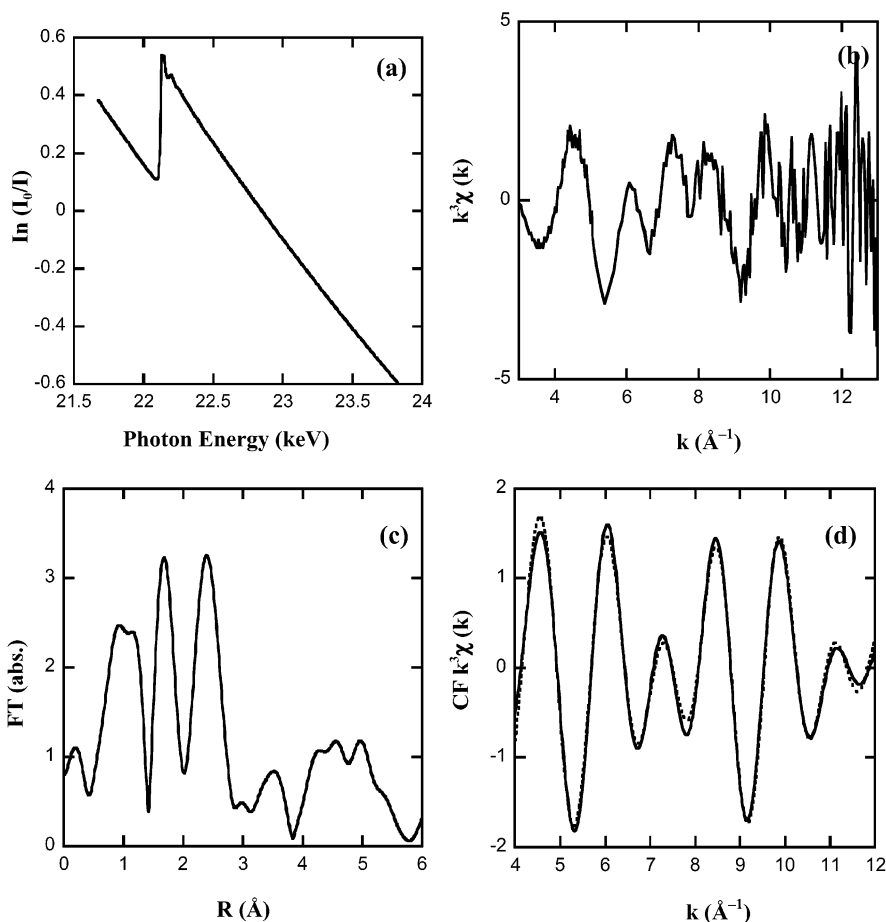 0.6
0.4
0.2
0
-0.2
-0.4
-0.6
21.5 22 22.5 23 23.5 24
(a)
In (I0/I)
Photon Energy (keV)
5
0
-5
4 6 8 10 12
(b)
k³χ (k)
k (Å⁻¹)
4
3
2
1
0
0 1 2 3 4 5 6
(c)
FT (abs.)
R (Å)
2
1
0
-1
-2
4 5 6 7 8 9 10 11 12
(d)
CF k³χ (k)
k (Å⁻¹)